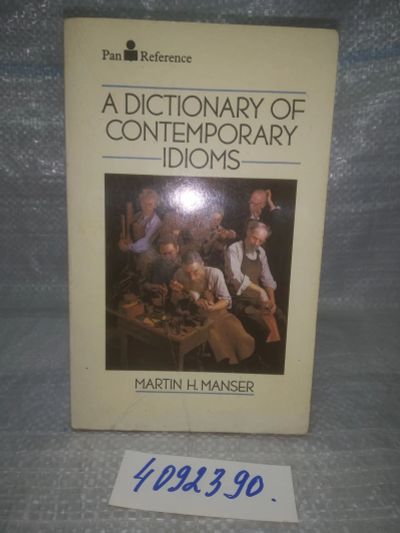 Pan Reference
A DICTIONARY OF
CONTEMPORARY
IDIOMS
MARTIN H. MANSER
4092390.